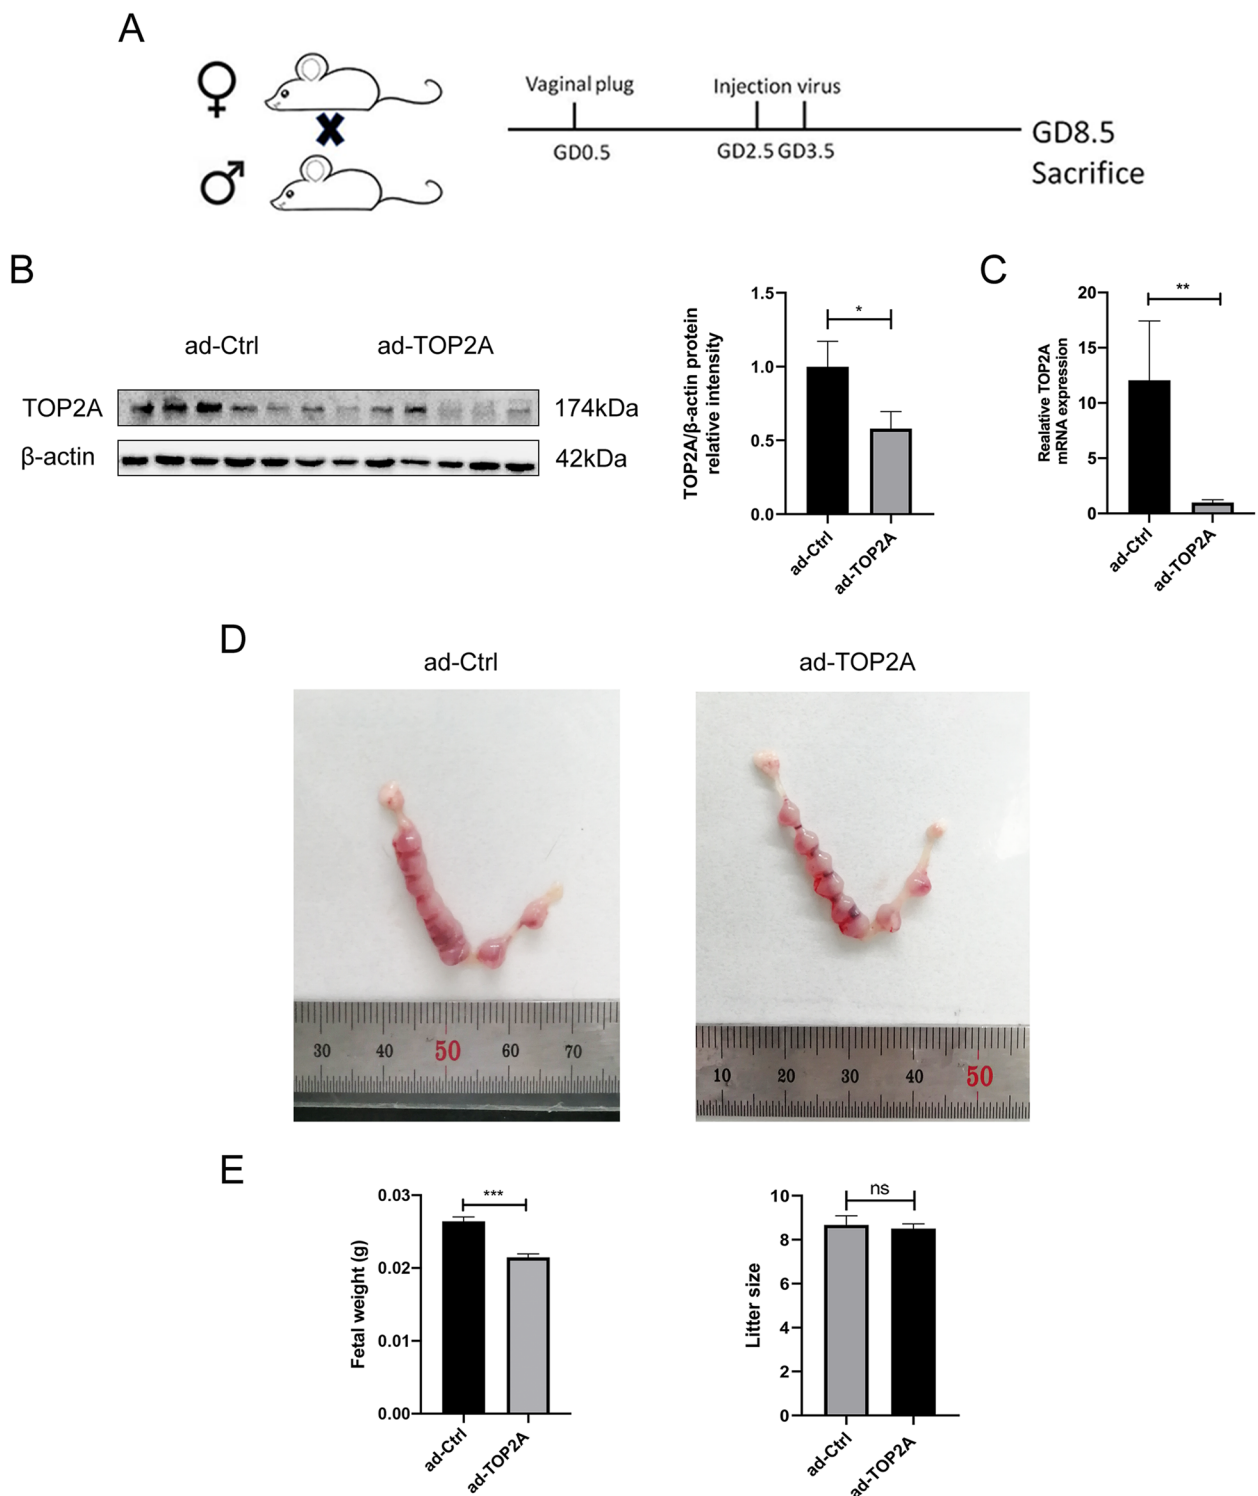 A
♀
♂
Vaginal plug
Injection virus
GD0.5
GD2.5 GD3.5
GD8.5
Sacrifice
B
ad-Ctrl
ad-TOP2A
TOP2A
174kDa
β-actin
42kDa
TOP2A/β-actin protein
relative intensity
1.5
1.0
0.5
0.0
*
ad-Ctrl
ad-TOP2A
C
Realative TOP2A
mRNA expression
20
15
10
5
0
**
ad-Ctrl
ad-TOP2A
D
ad-Ctrl
ad-TOP2A
30 40 50 60 70
10 20 30 40 50
E
Fetal weight (g)
0.03
0.02
0.01
0.00
***
ad-Ctrl
ad-TOP2A
Litter size
10
8
6
4
2
0
ns
ad-Ctrl
ad-TOP2A